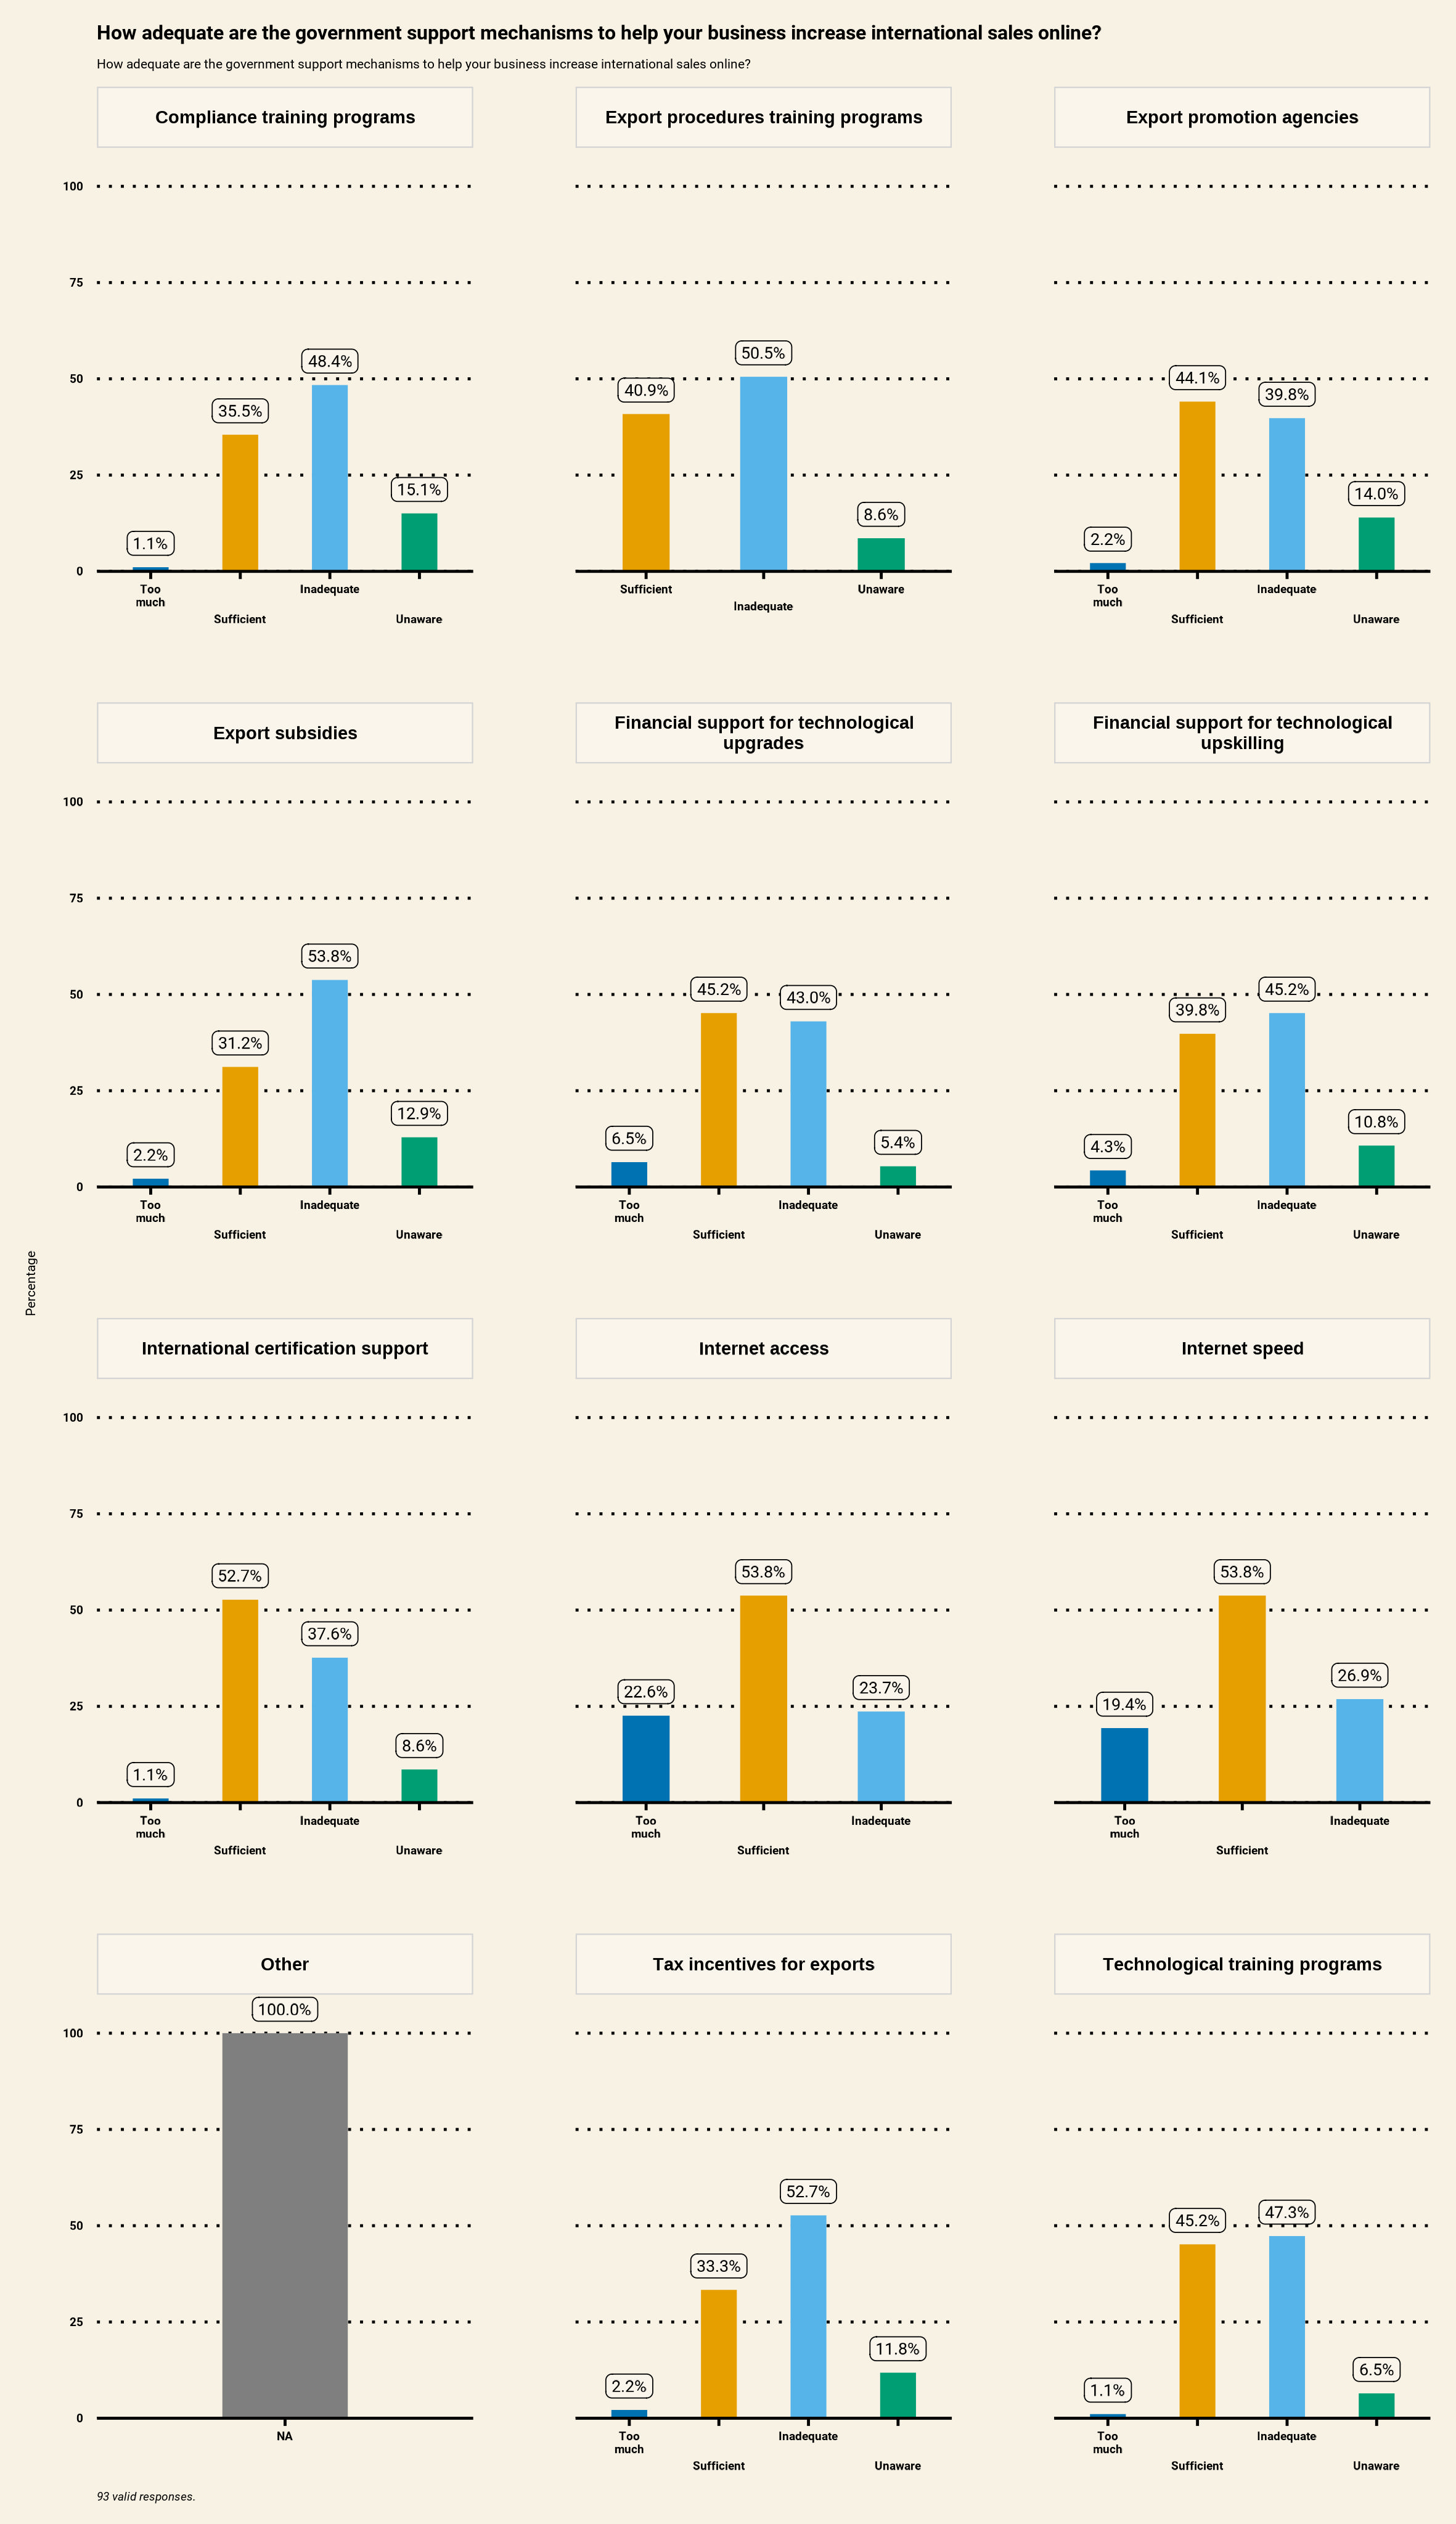 How adequate are the government support mechanisms to help your business increase international sales online?
How adequate are the government support mechanisms to help your business increase international sales online?
Percentage
Compliance training programs
100
75
50
25
0
1.1%
35.5%
48.4%
15.1%
Too
much
Sufficient
Inadequate
Unaware
Export procedures training programs
40.9%
50.5%
8.6%
Sufficient
Inadequate
Unaware
Export promotion agencies
2.2%
44.1%
39.8%
14.0%
Too
much
Sufficient
Inadequate
Unaware
Export subsidies
100
75
50
25
0
2.2%
31.2%
53.8%
12.9%
Too
much
Sufficient
Inadequate
Unaware
Financial support for technological
upgrades
6.5%
45.2%
43.0%
5.4%
Too
much
Sufficient
Inadequate
Unaware
Financial support for technological
upskilling
4.3%
39.8%
45.2%
10.8%
Too
much
Sufficient
Inadequate
Unaware
International certification support
100
75
50
25
0
1.1%
52.7%
37.6%
8.6%
Too
much
Sufficient
Inadequate
Unaware
Internet access
22.6%
53.8%
23.7%
Too
much
Sufficient
Inadequate
Internet speed
19.4%
53.8%
26.9%
Too
much
Sufficient
Inadequate
Other
100
75
50
25
0
100.0%
NA
Tax incentives for exports
2.2%
33.3%
52.7%
11.8%
Too
much
Sufficient
Inadequate
Unaware
Technological training programs
1.1%
45.2%
47.3%
6.5%
Too
much
Sufficient
Inadequate
Unaware
93 valid responses.